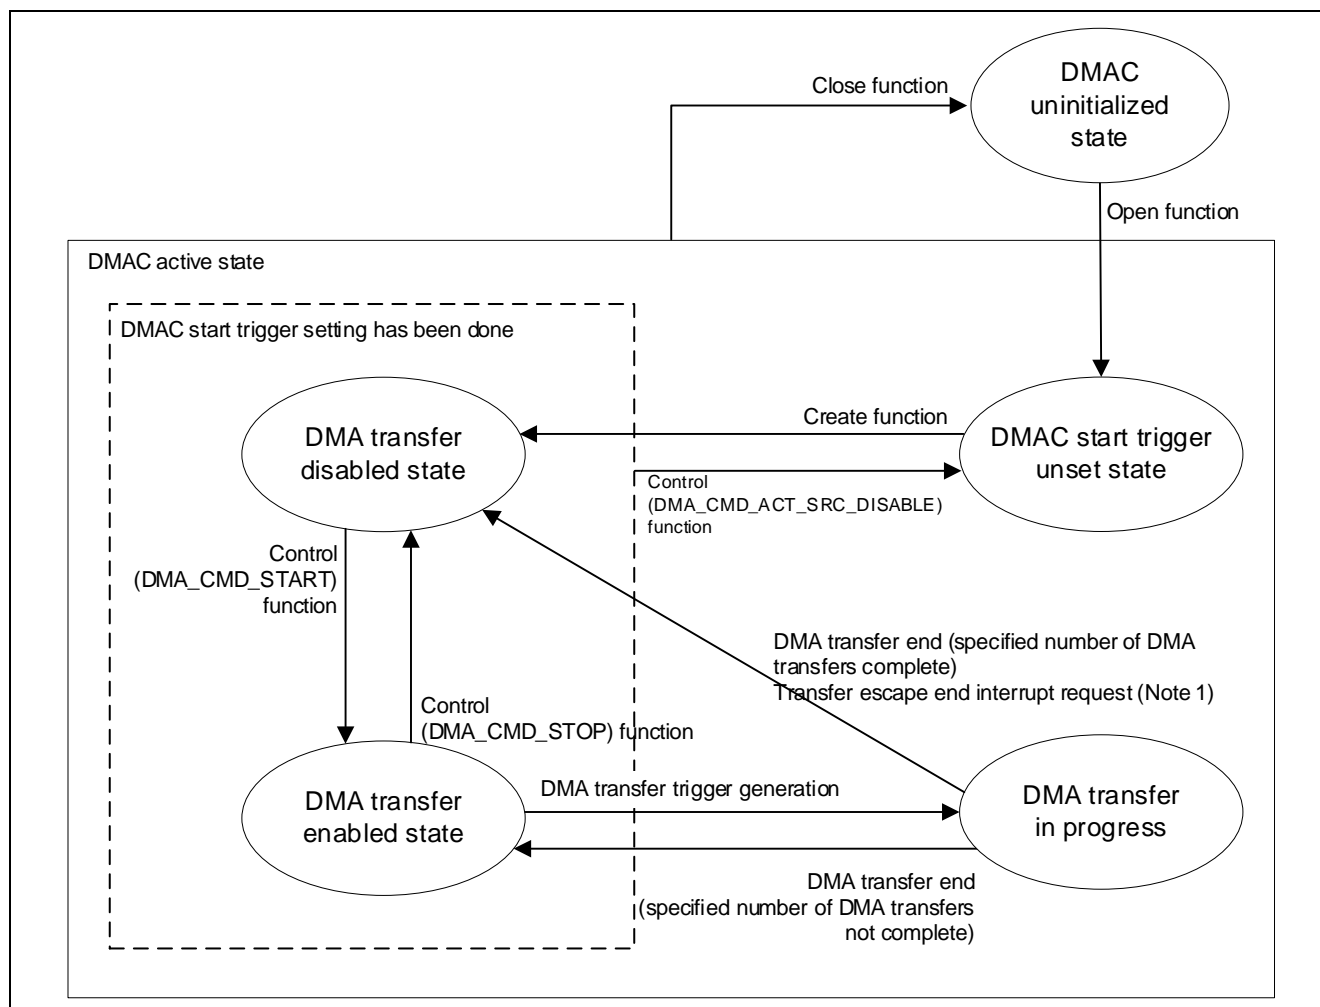 DMAC
uninitialized
state
Close function
Open function
DMAC active state
DMAC start trigger setting has been done
DMA transfer
disabled state
Create function
DMAC start trigger
unset state
Control
(DMA_CMD_ACT_SRC_DISABLE)
function
Control
(DMA_CMD_START)
function
DMA transfer end (specified number of DMA
transfers complete)
Transfer escape end interrupt request (Note 1)
Control
(DMA_CMD_STOP) function
DMA transfer
enabled state
DMA transfer trigger generation
DMA transfer
in progress
DMA transfer end
(specified number of DMA transfers
not complete)